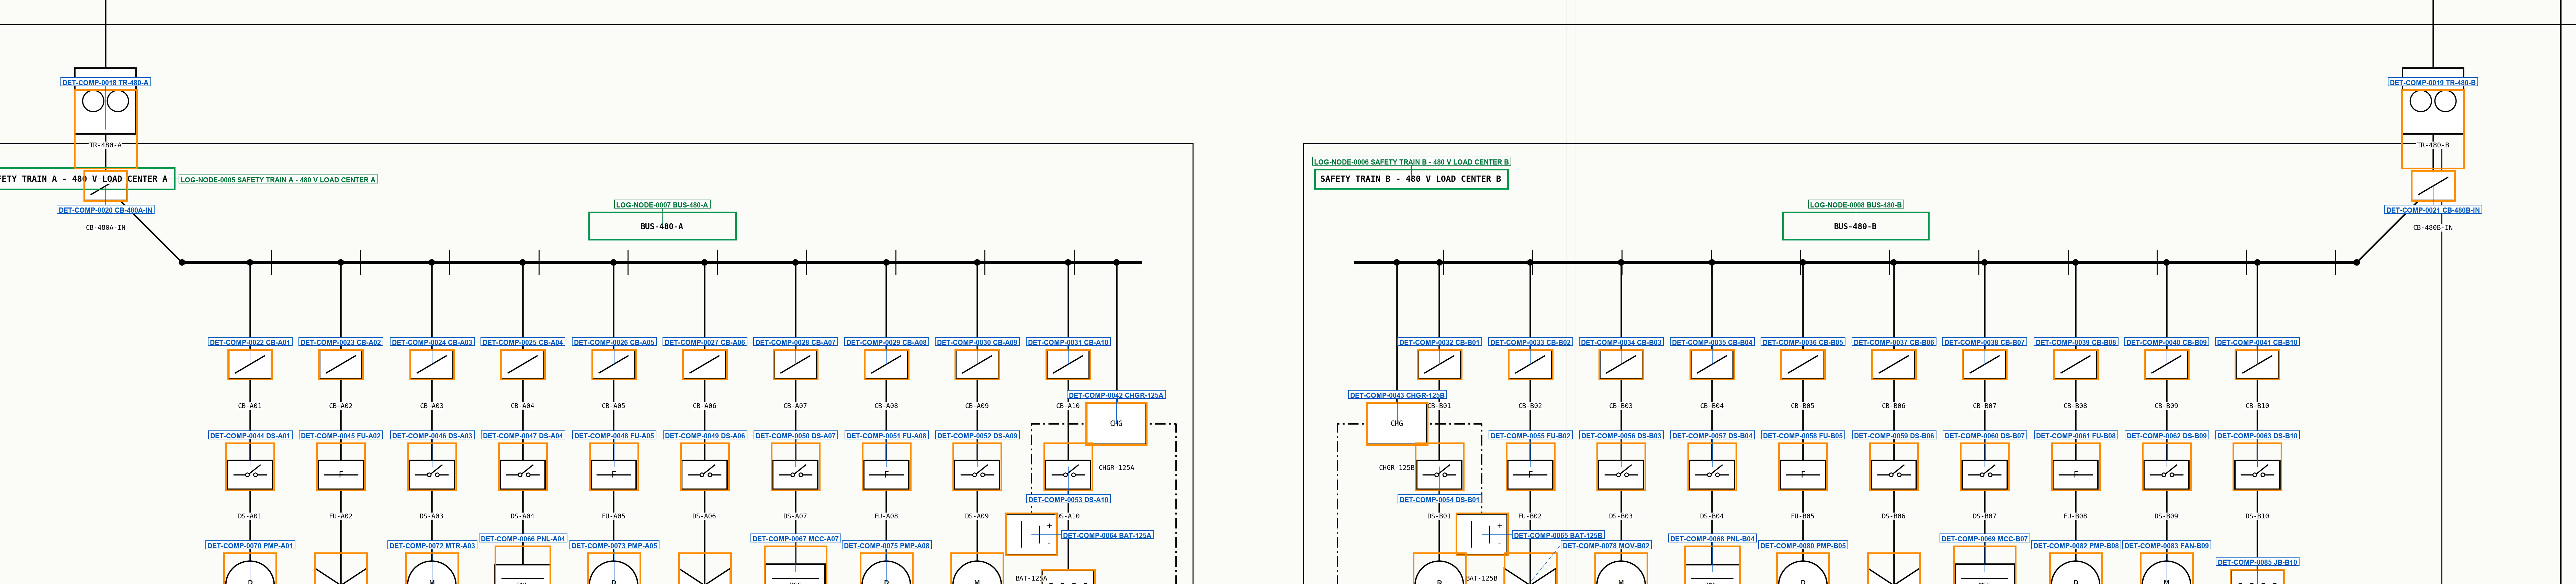 DET-COMP-0018 TR-480-A
DET-COMP-0019 TR-480-B
TR-480-A
TR-480-B
LOG-NODE-0006 SAFETY TRAIN B - 480 V LOAD CENTER B
FETY TRAIN A - 480 V LOAD CENTER A
LOG-NODE-0005 SAFETY TRAIN A - 480 V LOAD CENTER A
SAFETY TRAIN B - 480 V LOAD CENTER B
LOG-NODE-0007 BUS-480-A
LOG-NODE-0008 BUS-480-B
DET-COMP-0020 CB-480A-IN
DET-COMP-0021 CB-480B-IN
CB-480A-IN
BUS-480-A
BUS-480-B
CB-480B-IN
DET-COMP-0022 CB-A01
DET-COMP-0023 CB-A02
DET-COMP-0024 CB-A03
DET-COMP-0025 CB-A04
DET-COMP-0026 CB-A05
DET-COMP-0027 CB-A06
DET-COMP-0028 CB-A07
DET-COMP-0029 CB-A08
DET-COMP-0030 CB-A09
DET-COMP-0031 CB-A10
DET-COMP-0032 CB-B01
DET-COMP-0033 CB-B02
DET-COMP-0034 CB-B03
DET-COMP-0035 CB-B04
DET-COMP-0036 CB-B05
DET-COMP-0037 CB-B06
DET-COMP-0038 CB-B07
DET-COMP-0039 CB-B08
DET-COMP-0040 CB-B09
DET-COMP-0041 CB-B10
DET-COMP-0042 CHGR-125A
DET-COMP-0043 CHGR-125B
CB-A01
CB-A02
CB-A03
CB-A04
CB-A05
CB-A06
CB-A07
CB-A08
CB-A09
CB-A10
CB-B01
CB-B02
CB-B03
CB-B04
CB-B05
CB-B06
CB-B07
CB-B08
CB-B09
CB-B10
CHG
CHG
DET-COMP-0044 DS-A01
DET-COMP-0045 FU-A02
DET-COMP-0046 DS-A03
DET-COMP-0047 DS-A04
DET-COMP-0048 FU-A05
DET-COMP-0049 DS-A06
DET-COMP-0050 DS-A07
DET-COMP-0051 FU-A08
DET-COMP-0052 DS-A09
DET-COMP-0055 FU-B02
DET-COMP-0056 DS-B03
DET-COMP-0057 DS-B04
DET-COMP-0058 FU-B05
DET-COMP-0059 DS-B06
DET-COMP-0060 DS-B07
DET-COMP-0061 FU-B08
DET-COMP-0062 DS-B09
DET-COMP-0063 DS-B10
CHGR-125A
CHGR-125B
F
F
F
F
F
F
DET-COMP-0053 DS-A10
DET-COMP-0054 DS-B01
DS-A01
FU-A02
DS-A03
DS-A04
FU-A05
DS-A06
DS-A07
FU-A08
DS-A09
DS-A10
DS-B01
FU-B02
DS-B03
DS-B04
FU-B05
DS-B06
DS-B07
FU-B08
DS-B09
DS-B10
+
-
+
-
DET-COMP-0064 BAT-125A
DET-COMP-0065 BAT-125B
DET-COMP-0066 PNL-A04
DET-COMP-0067 MCC-A07
DET-COMP-0068 PNL-B04
DET-COMP-0069 MCC-B07
DET-COMP-0070 PMP-A01
DET-COMP-0072 MTR-A03
DET-COMP-0073 PMP-A05
DET-COMP-0075 PMP-A08
DET-COMP-0078 MOV-B02
DET-COMP-0080 PMP-B05
DET-COMP-0082 PMP-B08
DET-COMP-0083 FAN-B09
DET-COMP-0085 JB-B10
BAT-125A
BAT-125B